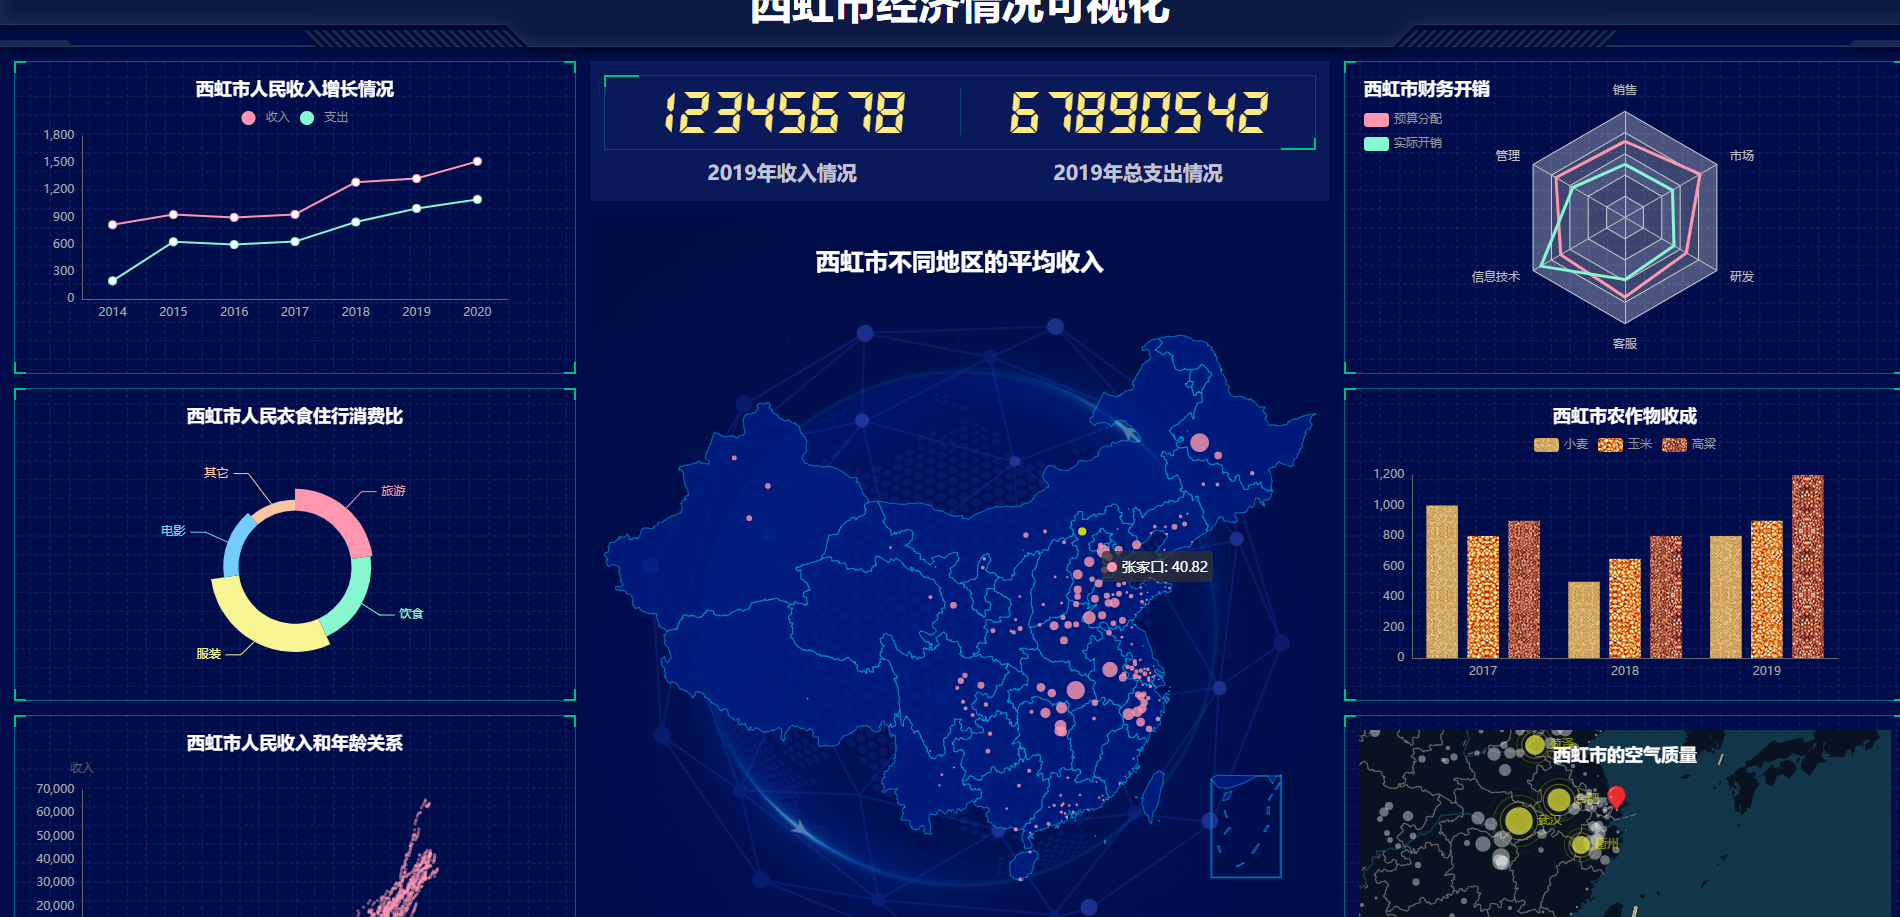 西虹市经济情况可视化
西虹市人民收入增长情况
收入 支出
1,800
1,500
1,200
900
600
300
0
2014 2015 2016 2017 2018 2019 2020
西虹市人民衣食住行消费比
其它
旅游
电影
饮食
服装
西虹市人民收入和年龄关系
收入
70,000
60,000
50,000
40,000
30,000
20,000
12345678 67890542
2019年收入情况 2019年总支出情况
西虹市不同地区的平均收入
张家口: 40.82
西虹市财务开销
预算分配
实际开销
销售
管理 市场
信息技术 研发
客服
西虹市农作物收成
小麦 玉米 高粱
1,200
1,000
800
600
400
200
0
2017 2018 2019
西虹市的空气质量
菏泽
合肥
武汉